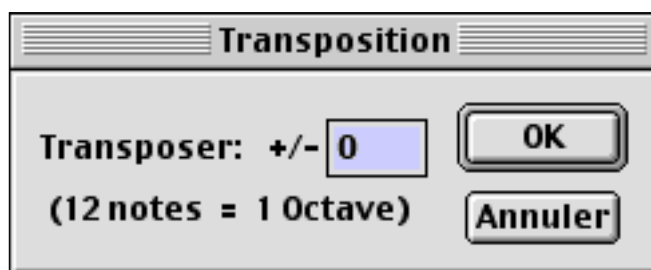 Transposition
Transposer: +/- 0
OK
(12 notes = 1 Octave)
Annuler